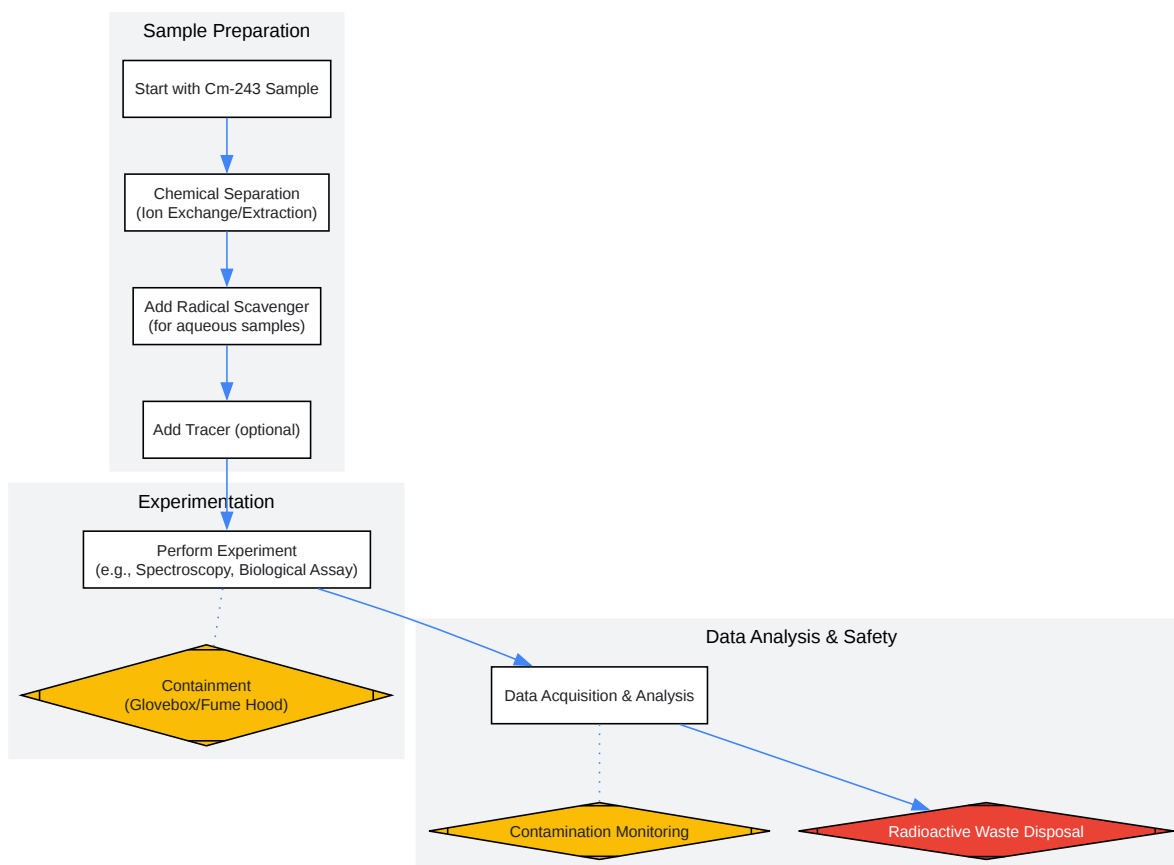 Sample Preparation
Start with Cm-243 Sample
Chemical Separation
(Ion Exchange/Extraction)
Add Radical Scavenger
(for aqueous samples)
Add Tracer (optional)
Experimentation
Perform Experiment
(e.g., Spectroscopy, Biological Assay)
Containment
(Glovebox/Fume Hood)
Data Analysis & Safety
Data Acquisition & Analysis
Contamination Monitoring
Radioactive Waste Disposal